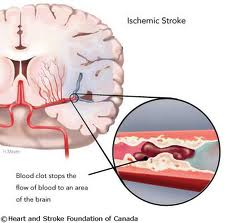 Ischemic Stroke
Blood clot stops the
flow of blood to an area
of the brain
© Heart and Stroke Foundation of Canada